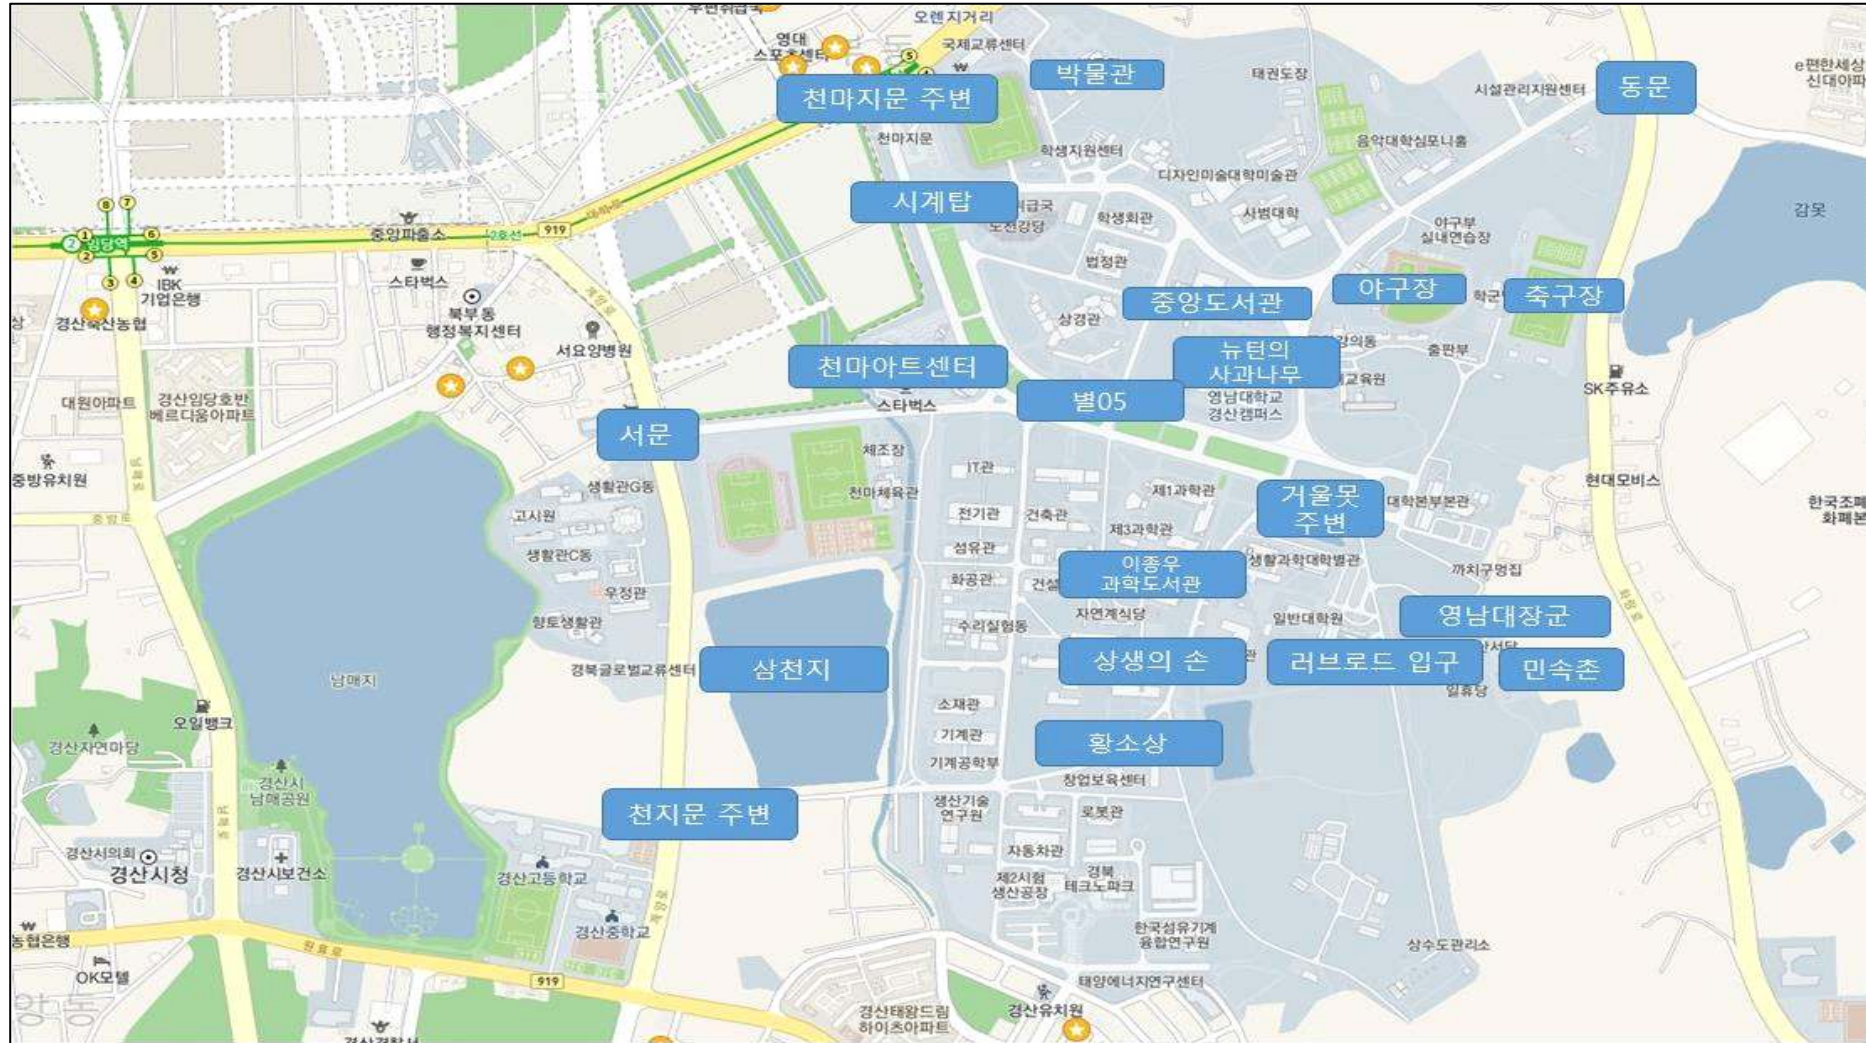 오렌지거리
영대
스포츠센터
국제교류센터
박물관
태권도장
시설관리지원센터
동문
e편한세상
천마지문 주변
천마지문
학생지원센터
음악대학심포니홀
디자인미술대학미술관
시계탑
노천강당
학생회관
사범대학
야구부
실내연습장
감못
8
7
1
2
임당역
6
5
2
3
4
중앙파출소
2호선
919
스타벅스
IBK
기업은행
경산축산농협
북부동
행정복지센터
서요양병원
법정관
중앙도서관
야구장
축구장
상경관
뉴턴의
사과나무
출판부
천마아트센터
스타벅스
별05
영남대학교
경산캠퍼스
SK주유소
대원아파트
경산임당호반
베르디움아파트
서문
중방유치원
체조장
천마체육관
생활관G동
고시원
생활관C동
우정관
향토생활관
경북글로벌교류센터
IT관
전기관
건축관
섬유관
화공관
수리실험동
제1과학관
제3과학관
거울못
주변
대학본부본관
현대모비스
이종우
과학도서관
생활과학대학별관
까치구멍집
자연계식당
일반대학원
영남대장군
남매지
삼천지
상생의 손
러브로드 입구
민속촌
일휴당
오일뱅크
경산자연마당
경산시
남매공원
소재관
기계관
기계공학부
황소상
창업보육센터
천지문 주변
생산기술
연구원
로봇관
자동차관
제2시험
생산공장
경북
테크노파크
경산시의회
경산시청
경산시보건소
경산고등학교
경산중학교
계양로
원효로
919
농협은행
OK모텔
한국섬유기계
융합연구원
상수도관리소
태양에너지연구센터
경산태왕드림
하이츠아파트
경산유치원